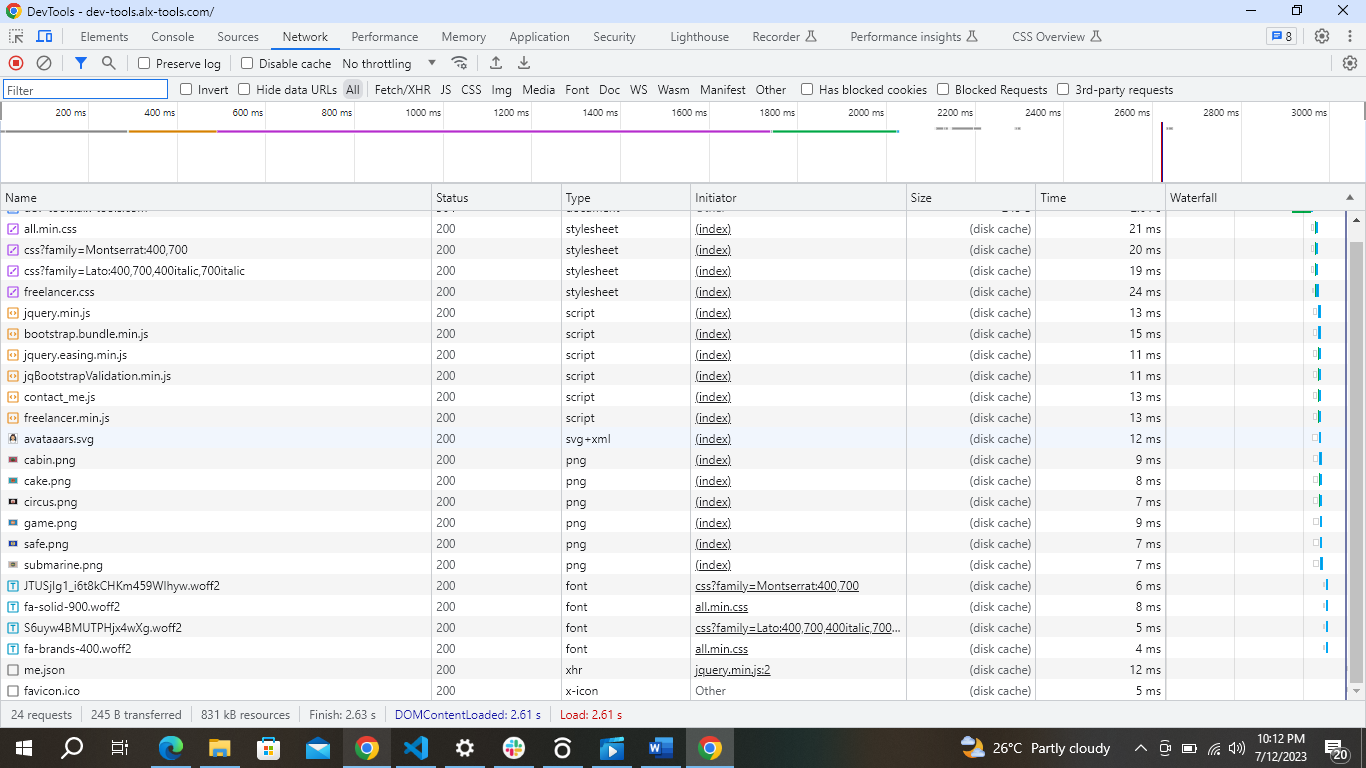 DevTools - dev-tools.alx-tools.com/
Elements Console Sources Network Performance Memory Application Security Lighthouse Recorder Performance insights CSS Overview 8
Preserve log Disable cache No throttling
Filter Invert Hide data URLs All Fetch/XHR JS CSS Img Media Font Doc WS Wasm Manifest Other Has blocked cookies Blocked Requests 3rd-party requests
200 ms 400 ms 600 ms 800 ms 1000 ms 1200 ms 1400 ms 1600 ms 1800 ms 2000 ms 2200 ms 2400 ms 2600 ms 2800 ms 3000 ms
Name Status Type Initiator Size Time Waterfall
all.min.css 200 stylesheet (index) (disk cache) 21 ms
css?family=Montserrat:400,700 200 stylesheet (index) (disk cache) 20 ms
css?family=Lato:400,700,400italic,700italic 200 stylesheet (index) (disk cache) 19 ms
freelancer.css 200 stylesheet (index) (disk cache) 24 ms
jquery.min.js 200 script (index) (disk cache) 13 ms
bootstrap.bundle.min.js 200 script (index) (disk cache) 15 ms
jquery.easing.min.js 200 script (index) (disk cache) 11 ms
jqBootstrapValidation.min.js 200 script (index) (disk cache) 11 ms
contact_me.js 200 script (index) (disk cache) 13 ms
freelancer.min.js 200 script (index) (disk cache) 13 ms
avataaars.svg 200 svg+xml (index) (disk cache) 12 ms
cabin.png 200 png (index) (disk cache) 9 ms
cake.png 200 png (index) (disk cache) 8 ms
circus.png 200 png (index) (disk cache) 7 ms
game.png 200 png (index) (disk cache) 9 ms
safe.png 200 png (index) (disk cache) 7 ms
submarine.png 200 png (index) (disk cache) 7 ms
JTUSjIg1_i6t8kCHKm459Wlhyw.woff2 200 font css?family=Montserrat:400,700 (disk cache) 6 ms
fa-solid-900.woff2 200 font all.min.css (disk cache) 8 ms
S6uyw4BMUTPHjx4wXg.woff2 200 font css?family=Lato:400,700,400italic,700... (disk cache) 5 ms
fa-brands-400.woff2 200 font all.min.css (disk cache) 4 ms
me.json 200 xhr jquery.min.js:2 (disk cache) 12 ms
favicon.ico 200 x-icon Other (disk cache) 5 ms
24 requests 245 B transferred 831 kB resources Finish: 2.63 s DOMContentLoaded: 2.61 s Load: 2.61 s
26°C Partly cloudy 10:12 PM
7/12/2023 20